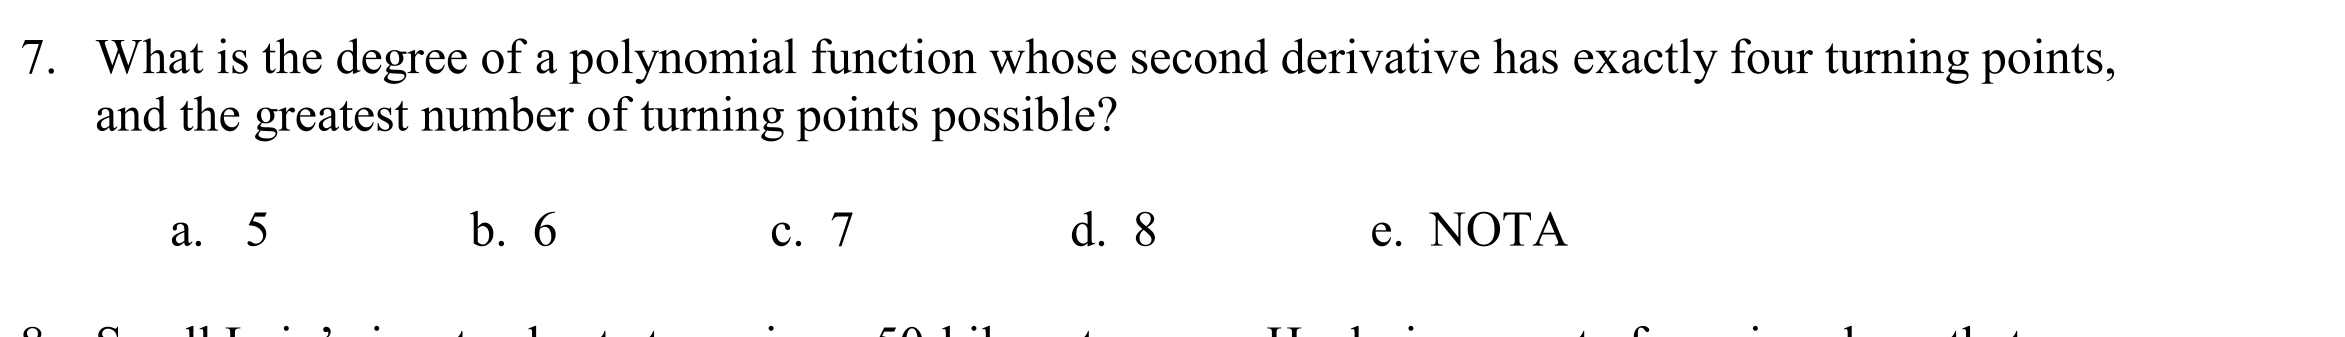 7. What is the degree of a polynomial function whose second derivative has exactly four turning points,
and the greatest number of turning points possible?
a. 5 b. 6 c. 7 d. 8 e. NOTA